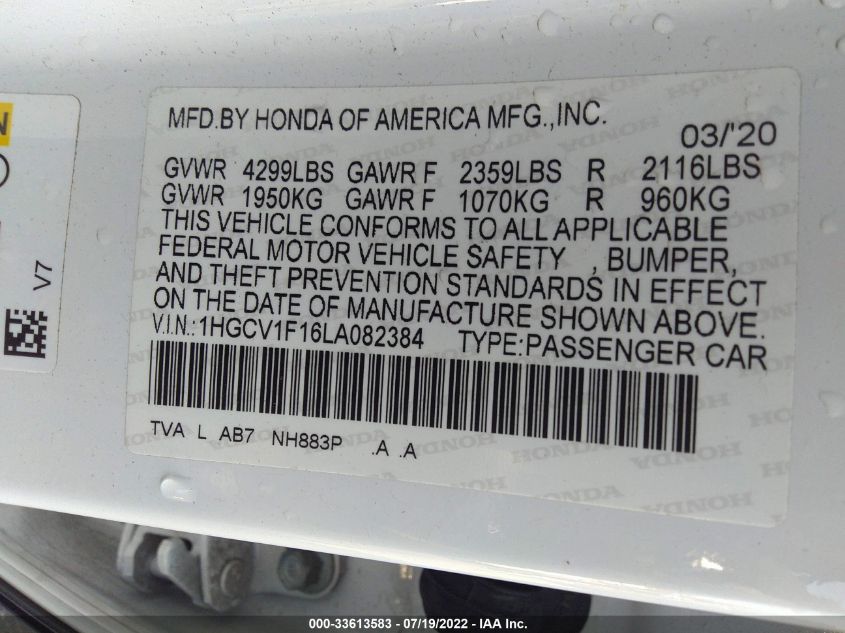 MFD.BY HONDA OF AMERICA MFG.,INC.
03/'20
GVWR 4299LBS GAWR F 2359LBS R 2116LBS
GVWR 1950KG GAWR F 1070KG R 960KG
THIS VEHICLE CONFORMS TO ALL APPLICABLE
FEDERAL MOTOR VEHICLE SAFETY , BUMPER,
AND THEFT PREVENTION STANDARDS IN EFFECT
ON THE DATE OF MANUFACTURE SHOWN ABOVE.
V.I.N.:1HGCV1F16LA082384 TYPE:PASSENGER CAR
TVA L AB7 NH883P .A .A
V7
N
HONDA HONDA HONDA
000-33613583 - 07/19/2022 - IAA Inc.